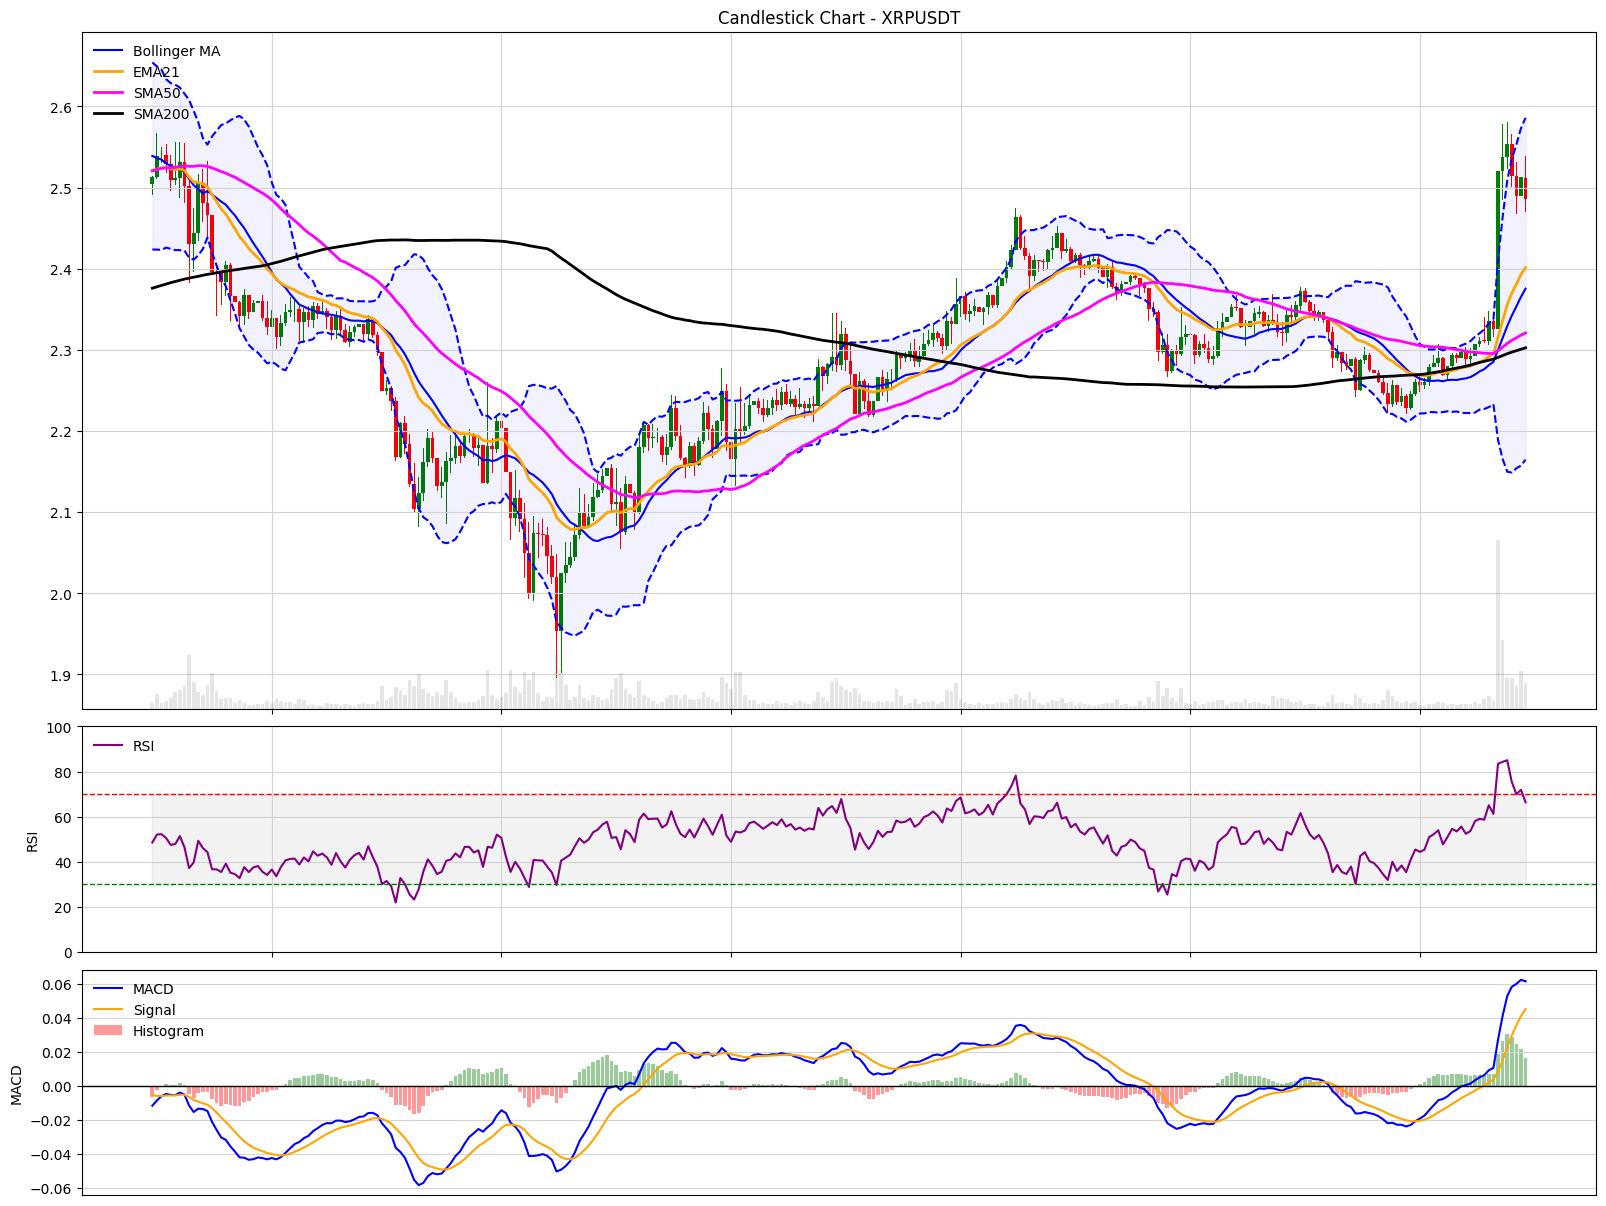 Candlestick Chart - XRPUSDT
Bollinger MA
EMA21
SMA50
SMA200
2.6
2.5
2.4
2.3
2.2
2.1
2.0
1.9
RSI
RSI
100
80
60
40
20
0
MACD
MACD
Signal
Histogram
0.06
0.04
0.02
0.00
−0.02
−0.04
−0.06